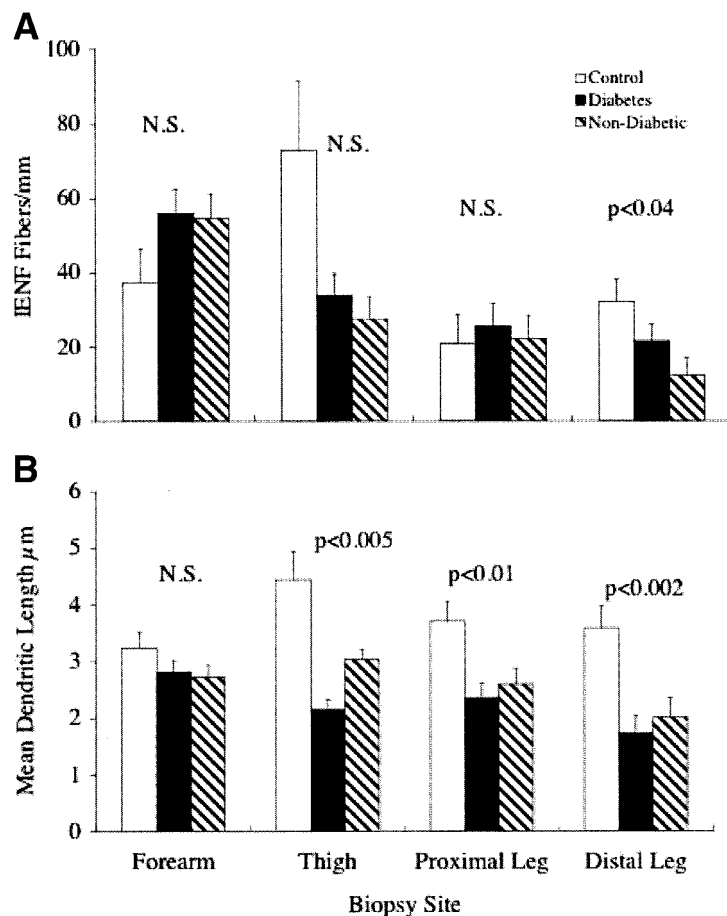 A
100
80
60
40
20
0
IENF Fibers/mm
N.S.
N.S.
N.S.
p<0.04
Control
Diabetes
Non-Diabetic
B
6
5
4
3
2
1
0
Mean Dendritic Length μm
N.S.
p<0.005
p<0.01
p<0.002
Forearm Thigh Proximal Leg Distal Leg
Biopsy Site